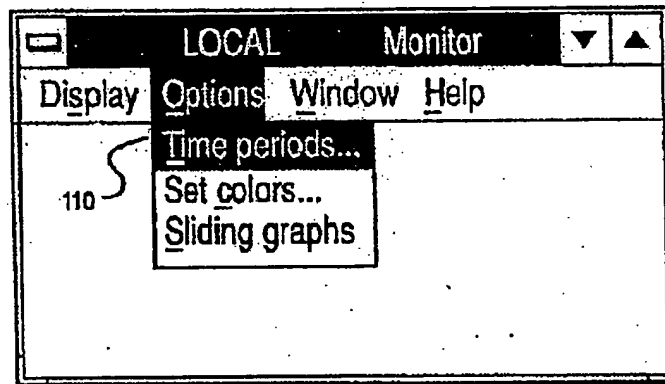 LOCAL Monitor
Display Options Window Help
Time periods...
110
Set colors...
Sliding graphs